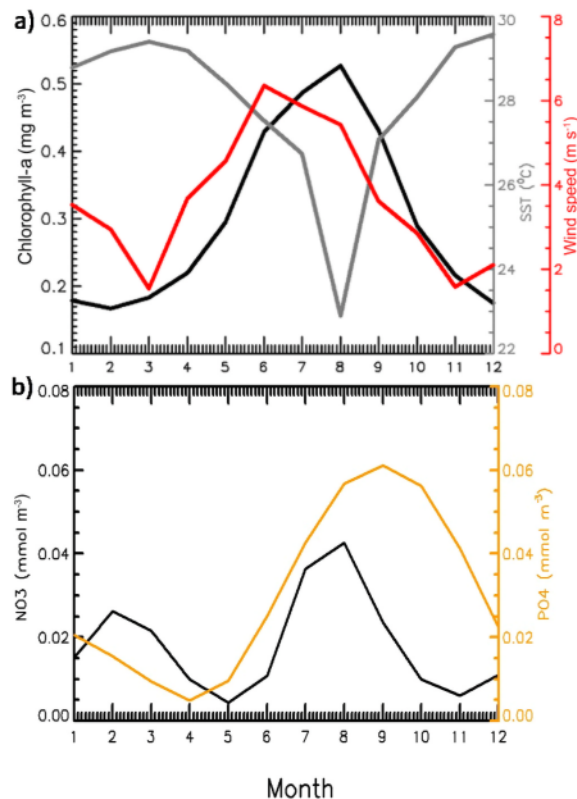 a)
Chlorophyll-a (mg m⁻³)
0.6
0.5
0.4
0.3
0.2
0.1
30
28
26
24
22
SST (⁰C)
8
6
4
2
0
Wind speed (m s⁻¹)
1 2 3 4 5 6 7 8 9 10 11 12
b)
NO3 (mmol m⁻³)
0.08
0.06
0.04
0.02
0.00
0.08
0.06
0.04
0.02
0.00
PO4 (mmol m⁻³)
1 2 3 4 5 6 7 8 9 10 11 12
Month